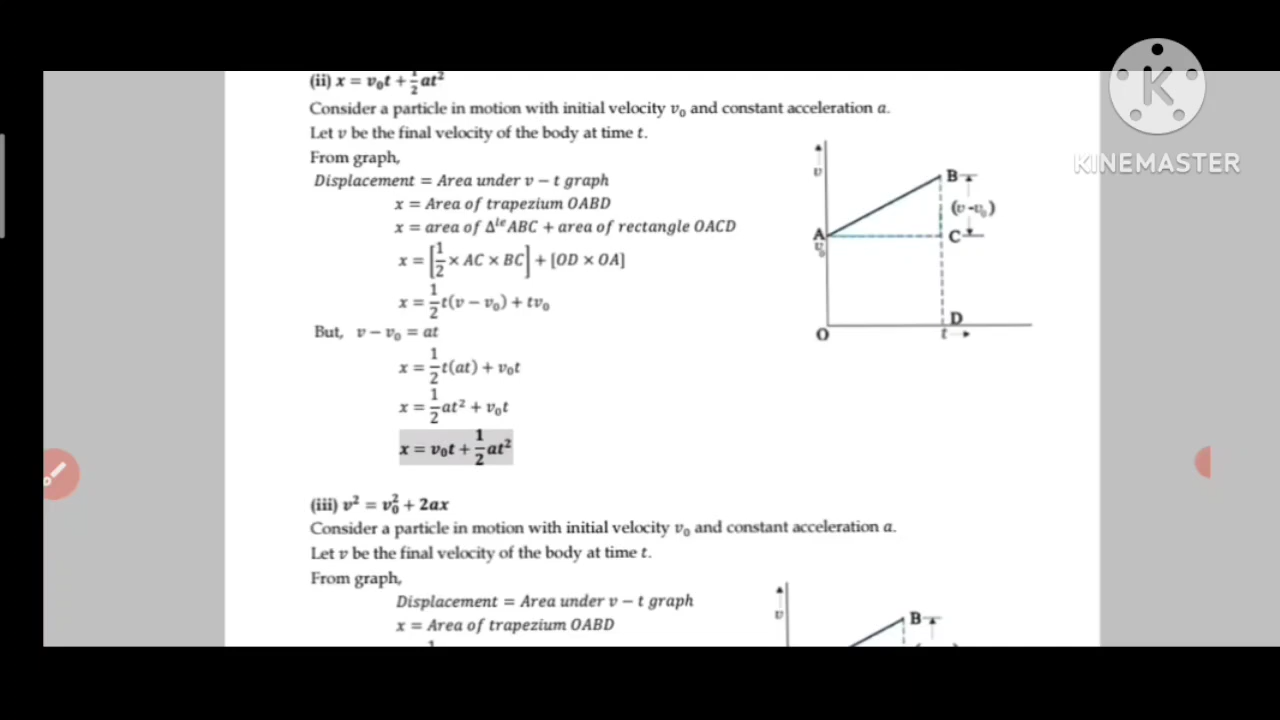 (ii) x = v₀t + ½at²
Consider a particle in motion with initial velocity v₀ and constant acceleration a.
Let v be the final velocity of the body at time t.
From graph,
Displacement = Area under v − t graph
x = Area of trapezium OABD
x = area of Δˡᵉ ABC + area of rectangle OACD
x = [½ × AC × BC] + [OD × OA]
x = ½t(v − v₀) + tv₀
But, v − v₀ = at
x = ½t(at) + v₀t
x = ½at² + v₀t
x = v₀t + ½at²
(iii) v² = v₀² + 2ax
Consider a particle in motion with initial velocity v₀ and constant acceleration a.
Let v be the final velocity of the body at time t.
From graph,
Displacement = Area under v − t graph
x = Area of trapezium OABD
K
KINEMASTER
v
B
(v - v₀)
A
C
v₀
D
O
t
v
B